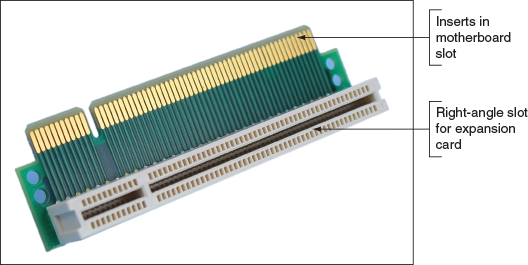 Inserts in
motherboard
slot
Right-angle slot
for expansion
card